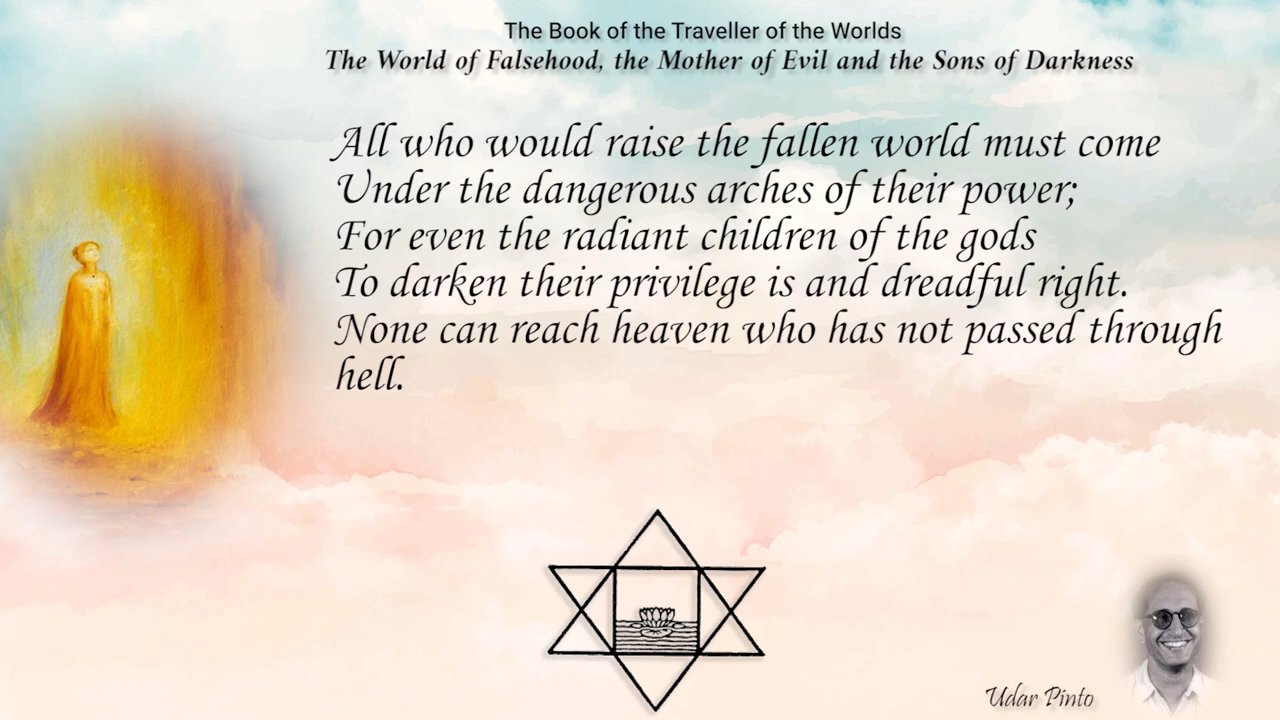 The Book of the Traveller of the Worlds
The World of Falsehood, the Mother of Evil and the Sons of Darkness
All who would raise the fallen world must come
Under the dangerous arches of their power;
For even the radiant children of the gods
To darken their privilege is and dreadful right.
None can reach heaven who has not passed through
hell.
Udar Pinto